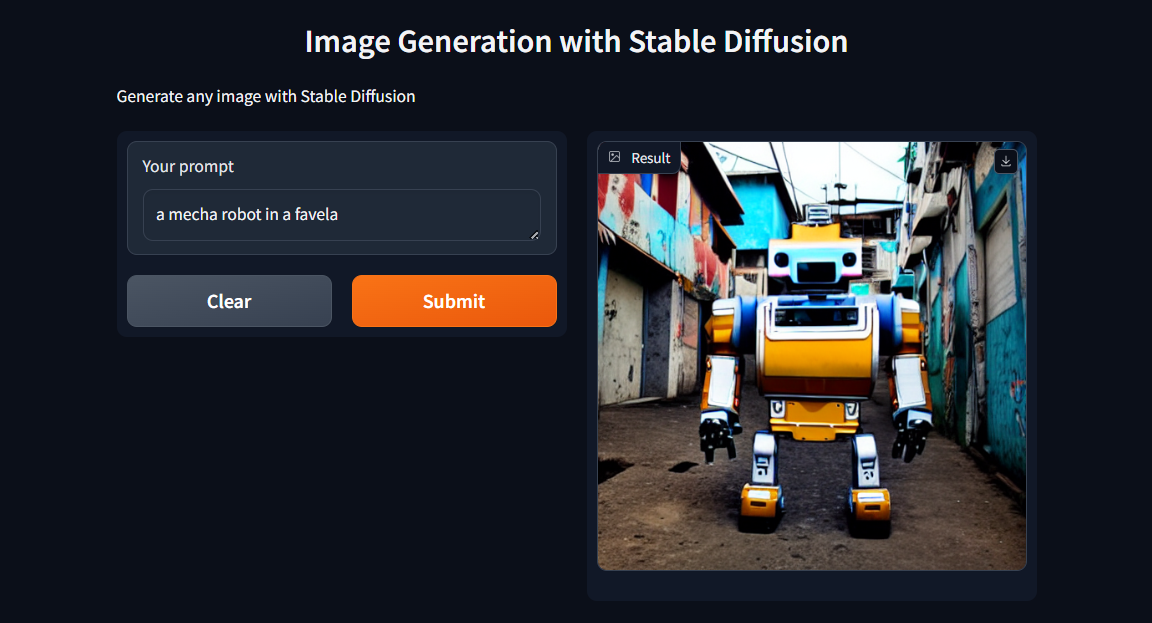 Image Generation with Stable Diffusion
Generate any image with Stable Diffusion
Your prompt
a mecha robot in a favela
Clear
Submit
Result